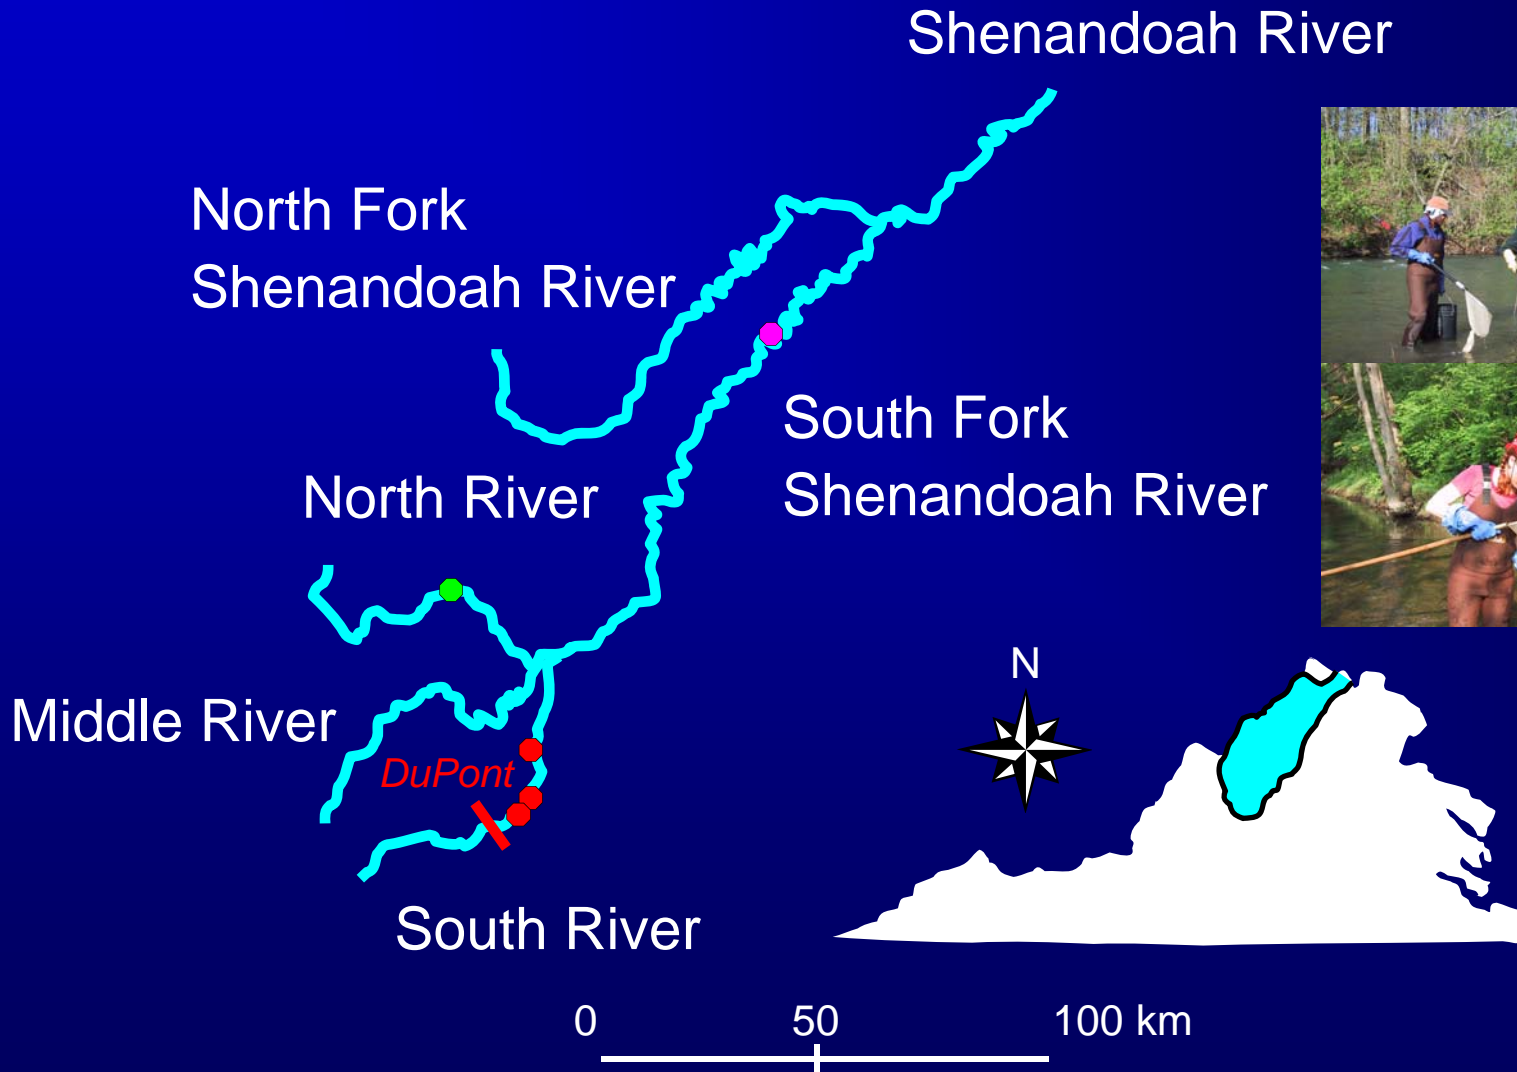 Shenandoah River
North Fork
Shenandoah River
South Fork
Shenandoah River
North River
N
Middle River
DuPont
South River
0 50 100 km